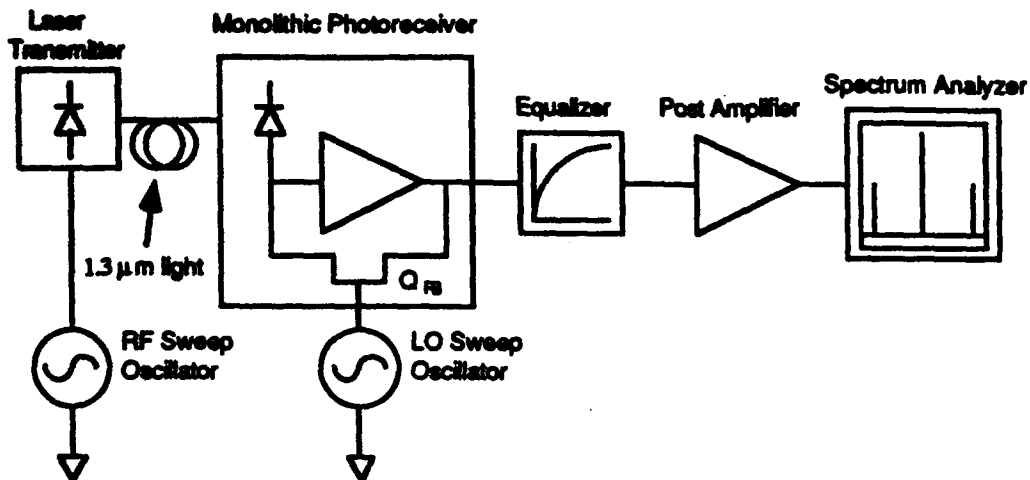 Laser
Transmitter
Monolithic Photoreceiver
Equalizer
Post Amplifier
Spectrum Analyzer
1.3 μm light
Q FB
RF Sweep
Oscillator
LO Sweep
Oscillator